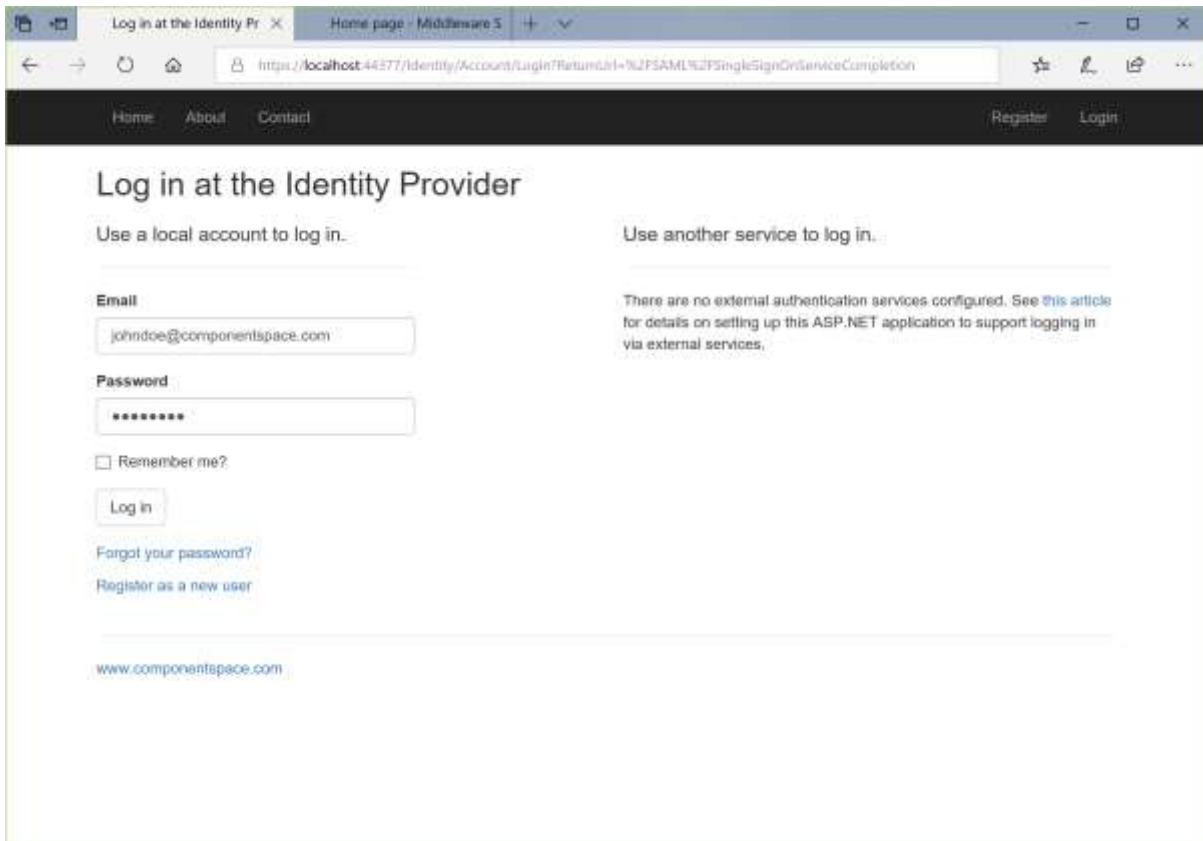 Log in at the Identity Pr
Home page - Middleware S
https://localhost:44377/Identity/Account/Login?ReturnUrl=%2FSAML%2FSingleSignOnServiceCompletion
Home About Contact Register Login
Log in at the Identity Provider
Use a local account to log in.
Email
johndoe@componentspace.com
Password
Remember me?
Log in
Forgot your password?
Register as a new user
Use another service to log in.
There are no external authentication services configured. See this article
for details on setting up this ASP.NET application to support logging in
via external services.
www.componentspace.com